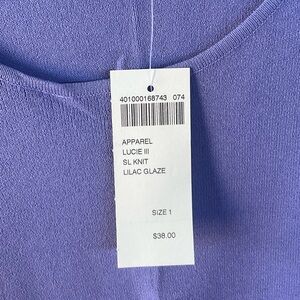 401000168743 074
APPAREL
LUCIE III
SL KNIT
LILAC GLAZE
SIZE 1
$38.00